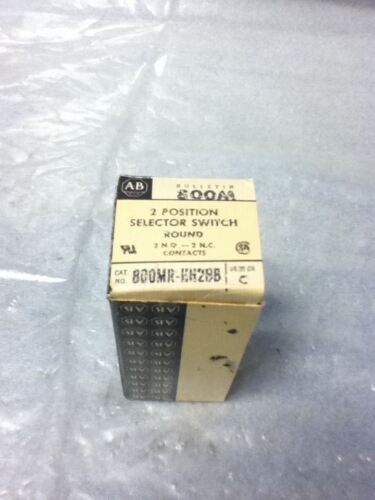 AB
BULLETIN
800M
2 POSITION
SELECTOR SWITCH
ROUND
2 N.O. — 2 N.C.
CONTACTS
CAT.
NO.
800MR-HH2BB
C